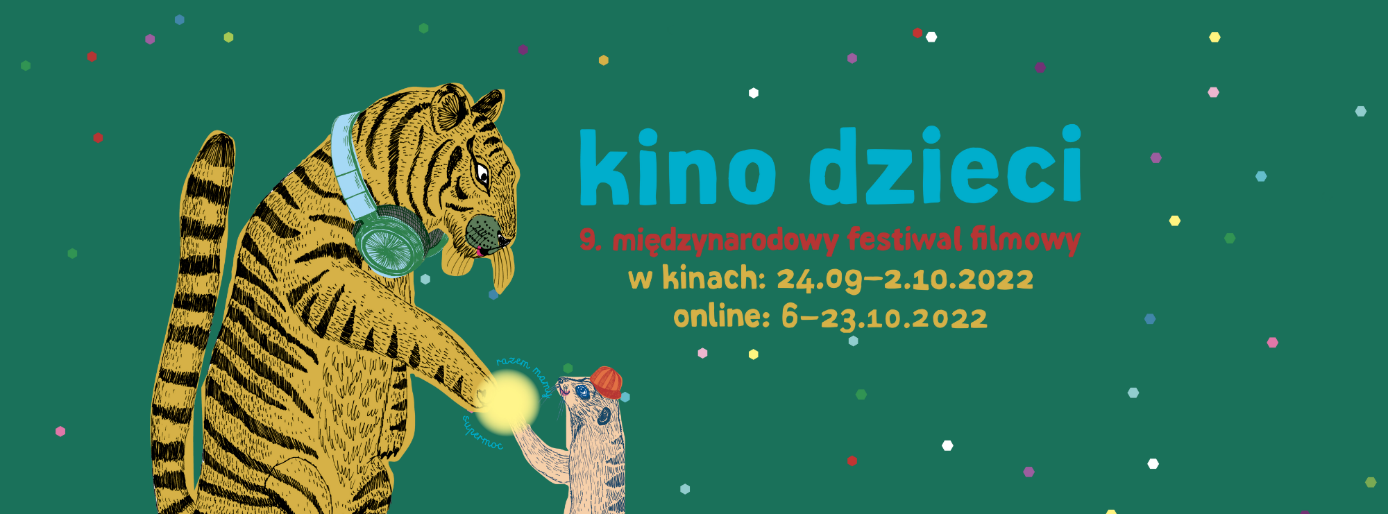 kino dzieci
9. międzynarodowy festiwal filmowy
w kinach: 24.09–2.10.2022
online: 6–23.10.2022
razem mamy
supermoc